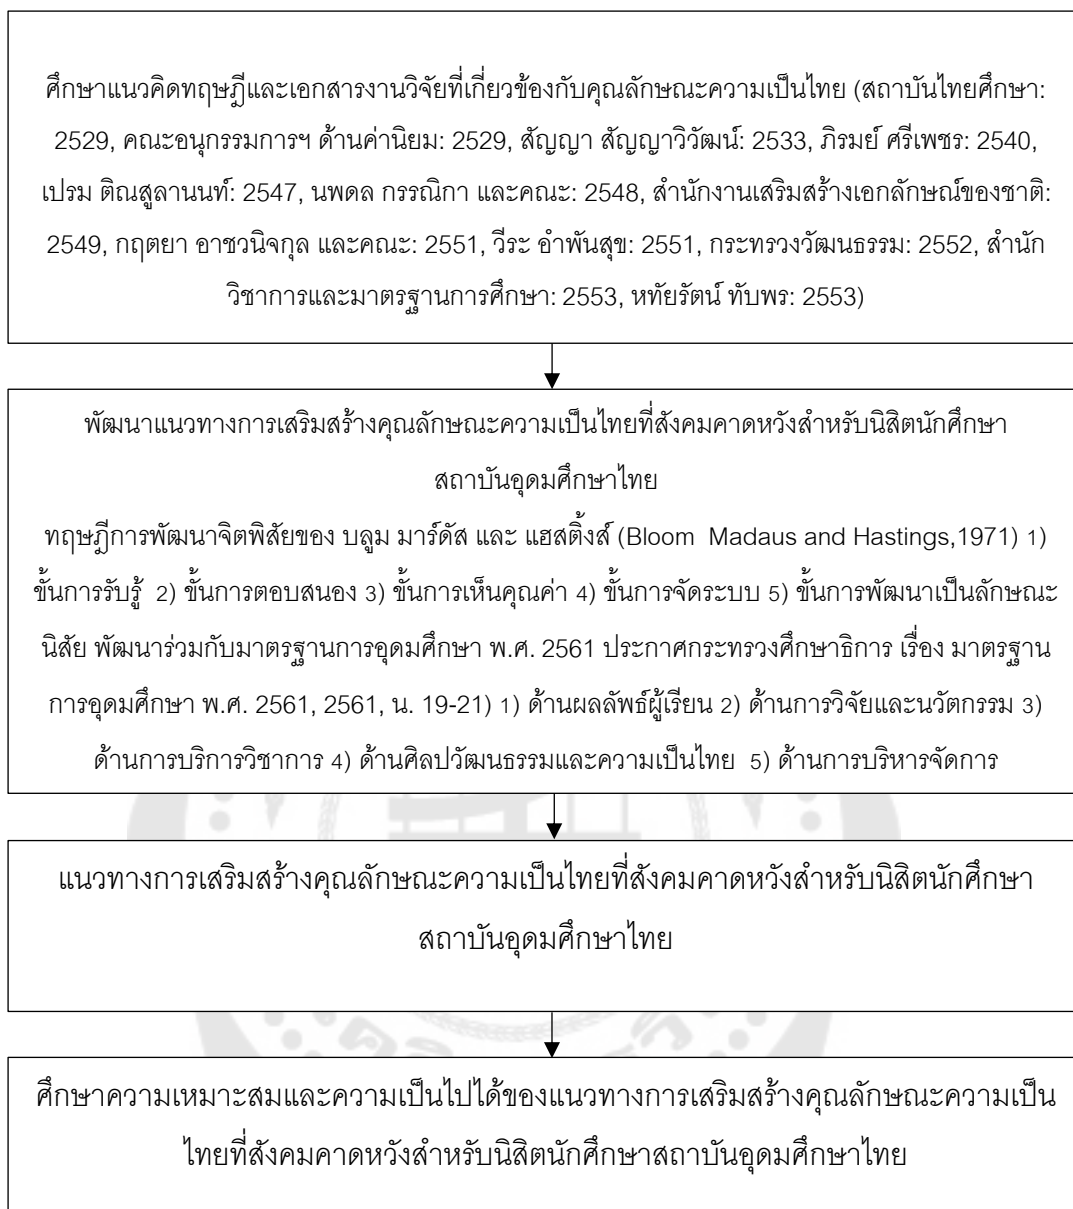 ศึกษาแนวคิดทฤษฎีและเอกสารงานวิจัยที่เกี่ยวข้องกับคุณลักษณะความเป็นไทย (สถาบันไทยศึกษา:
2529, คณะอนุกรรมการฯ ด้านค่านิยม: 2529, สัญญา สัญญาวิวัฒน์: 2533, ภิรมย์ ศรีเพชร: 2540,
เปรม ติณสูลานนท์: 2547, นพดล กรรณิกา และคณะ: 2548, สำนักงานเสริมสร้างเอกลักษณ์ของชาติ:
2549, กฤตยา อาชวนิจกุล และคณะ: 2551, วีระ อำพันสุข: 2551, กระทรวงวัฒนธรรม: 2552, สำนัก
วิชาการและมาตรฐานการศึกษา: 2553, หทัยรัตน์ ทับพร: 2553)
พัฒนาแนวทางการเสริมสร้างคุณลักษณะความเป็นไทยที่สังคมคาดหวังสำหรับนิสิตนักศึกษา
สถาบันอุดมศึกษาไทย
ทฤษฎีการพัฒนาจิตพิสัยของ บลูม มาร์ดัส และ แฮสติ้งส์ (Bloom Madaus and Hastings,1971) 1)
ขั้นการรับรู้ 2) ขั้นการตอบสนอง 3) ขั้นการเห็นคุณค่า 4) ขั้นการจัดระบบ 5) ขั้นการพัฒนาเป็นลักษณะ
นิสัย พัฒนาร่วมกับมาตรฐานการอุดมศึกษา พ.ศ. 2561 ประกาศกระทรวงศึกษาธิการ เรื่อง มาตรฐาน
การอุดมศึกษา พ.ศ. 2561, 2561, น. 19-21) 1) ด้านผลลัพธ์ผู้เรียน 2) ด้านการวิจัยและนวัตกรรม 3)
ด้านการบริการวิชาการ 4) ด้านศิลปวัฒนธรรมและความเป็นไทย 5) ด้านการบริหารจัดการ
แนวทางการเสริมสร้างคุณลักษณะความเป็นไทยที่สังคมคาดหวังสำหรับนิสิตนักศึกษา
สถาบันอุดมศึกษาไทย
ศึกษาความเหมาะสมและความเป็นไปได้ของแนวทางการเสริมสร้างคุณลักษณะความเป็น
ไทยที่สังคมคาดหวังสำหรับนิสิตนักศึกษาสถาบันอุดมศึกษาไทย